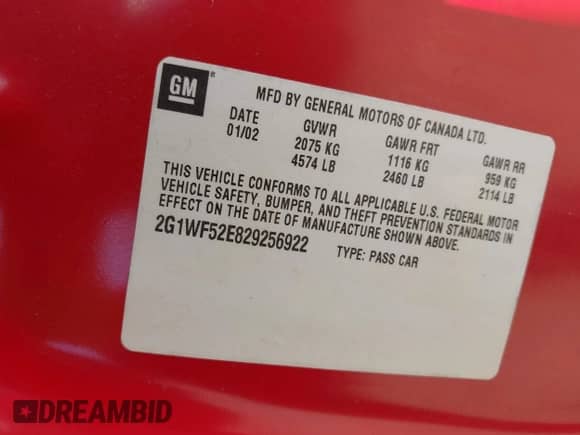 GM®
MFD BY GENERAL MOTORS OF CANADA LTD.
DATE GVWR GAWR FRT GAWR RR
01/02 2075 KG 1116 KG 959 KG
4574 LB 2460 LB 2114 LB
THIS VEHICLE CONFORMS TO ALL APPLICABLE U.S. FEDERAL MOTOR
VEHICLE SAFETY, BUMPER, AND THEFT PREVENTION STANDARDS IN
EFFECT ON THE DATE OF MANUFACTURE SHOWN ABOVE.
2G1WF52E829256922 TYPE: PASS CAR
DREAMBID